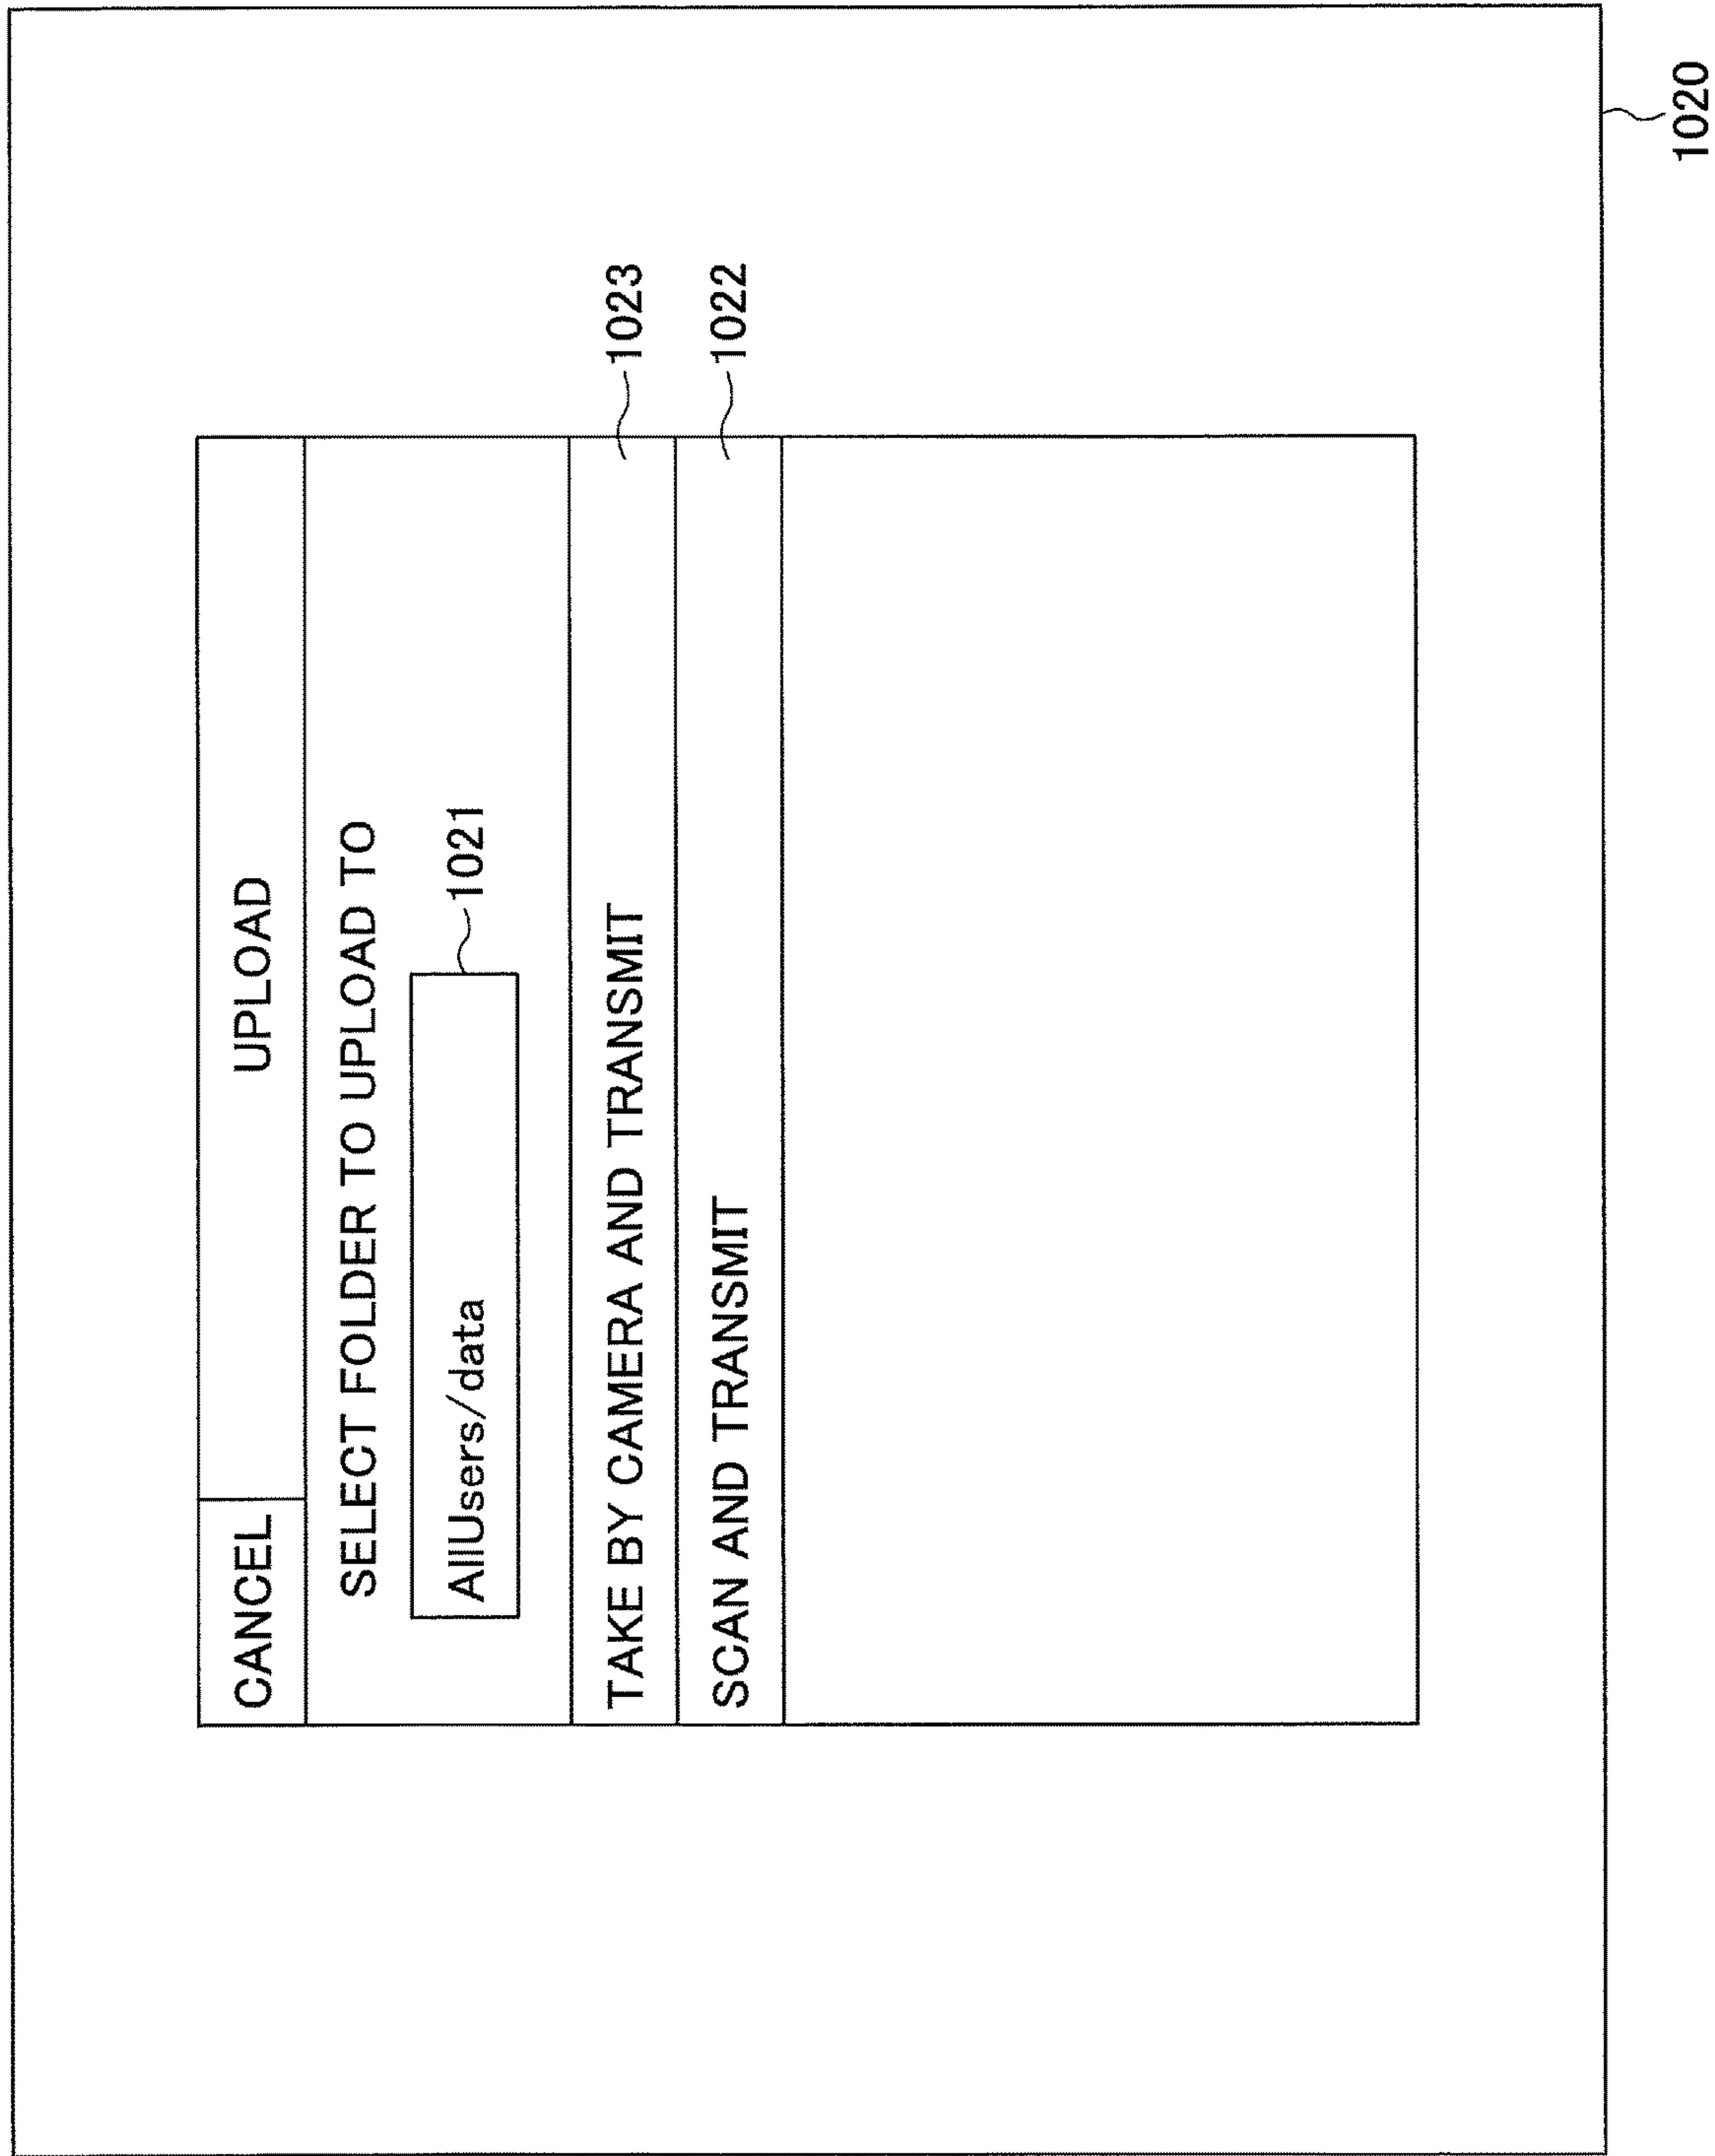 CANCEL UPLOAD
SELECT FOLDER TO UPLOAD TO
AllUsers/data 1021
TAKE BY CAMERA AND TRANSMIT 1023
SCAN AND TRANSMIT 1022
1020